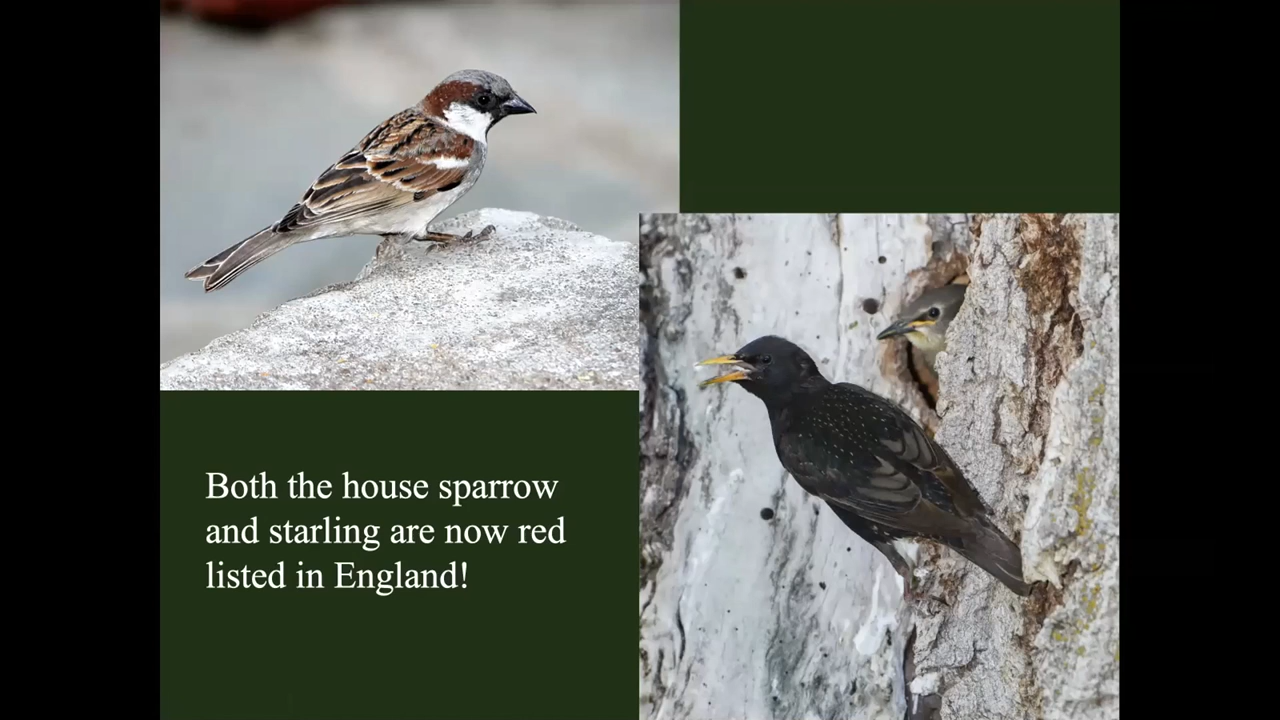 Both the house sparrow
and starling are now red
listed in England!